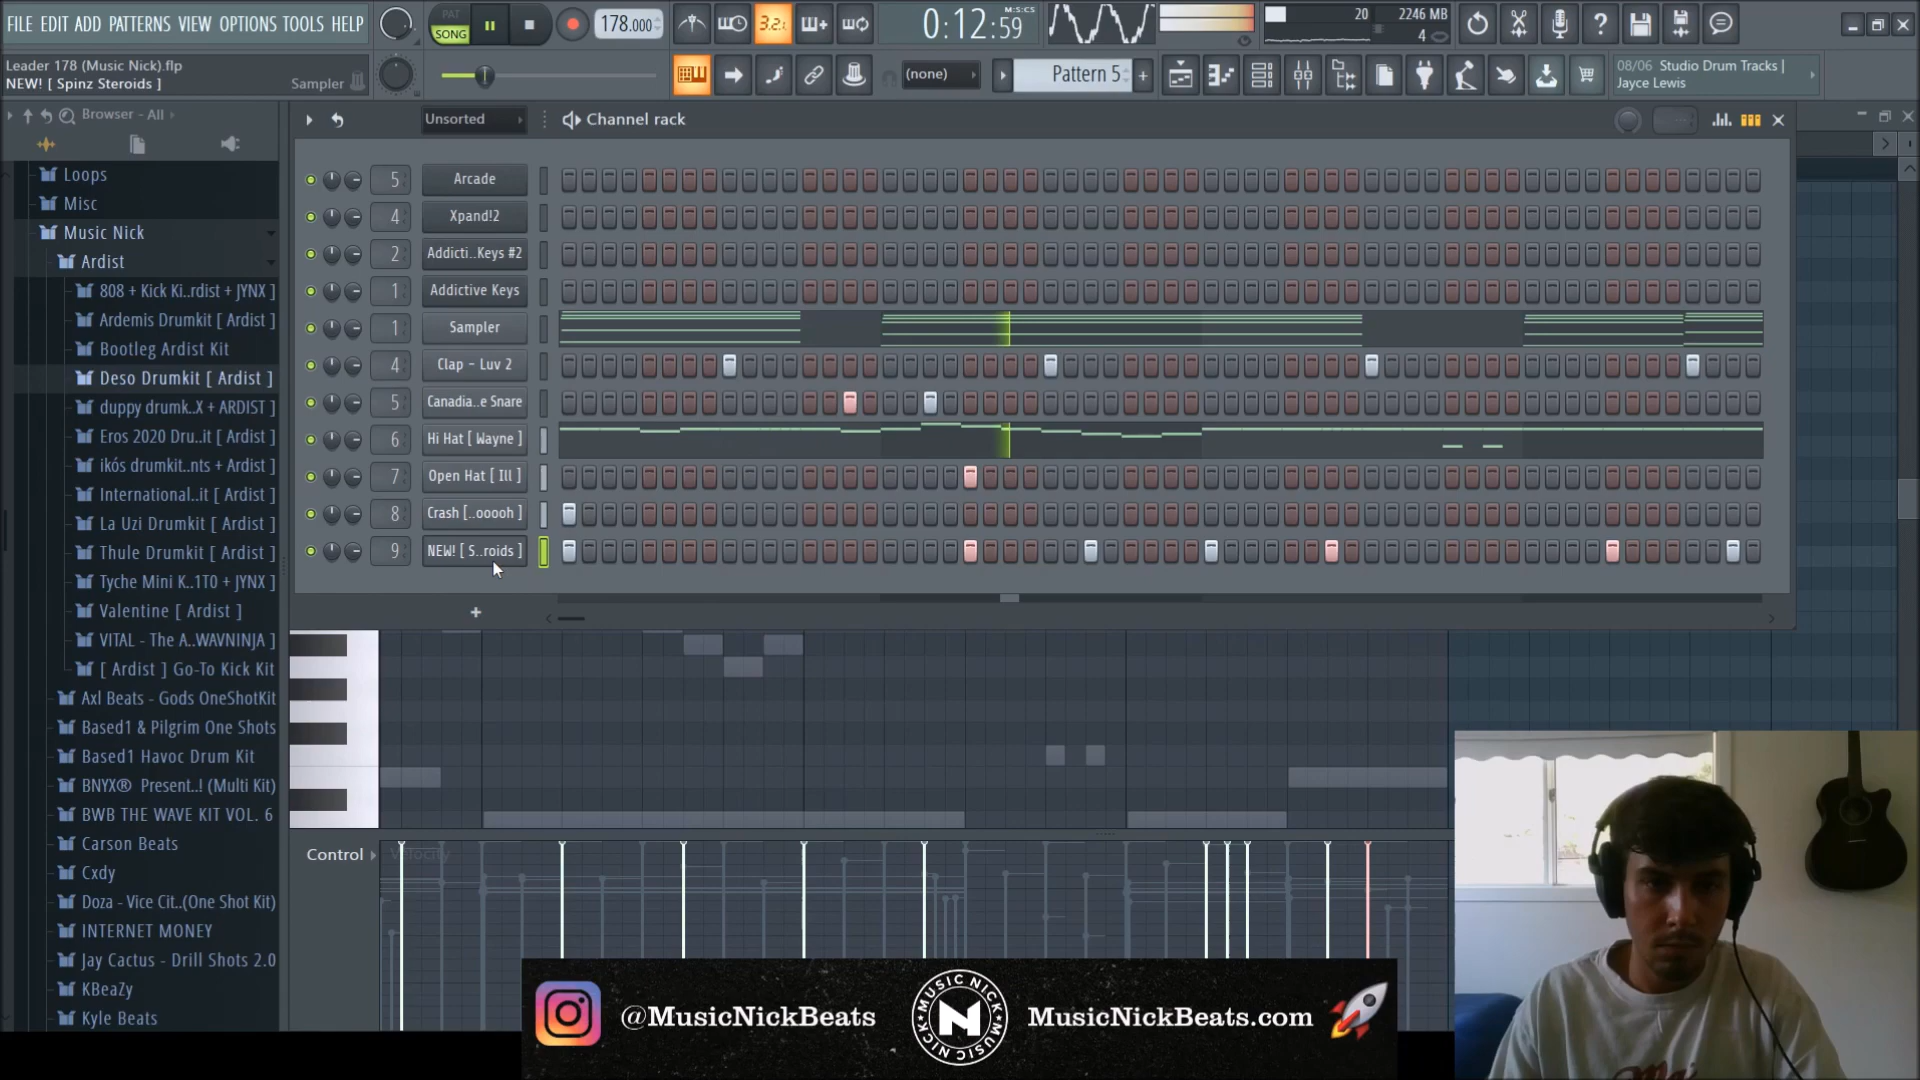 FILE EDIT ADD PATTERNS VIEW OPTIONS TOOLS HELP
PAT
SONG
178.000
3.2.
0:12:59
M:S:CS
20
2246 MB
4
Leader 178 (Music Nick).flp
NEW! [ Spinz Steroids ]
Sampler
(none)
Pattern 5
+
08/06 Studio Drum Tracks |
Jayce Lewis
Browser - All
Unsorted
Channel rack
Loops
Misc
Music Nick
Ardist
808 + Kick Ki..rdist + JYNX ]
Ardemis Drumkit [ Artist ]
Bootleg Ardist Kit
Deso Drumkit [ Ardist ]
duppy drumk..X + ARDIST ]
Eros 2020 Dru..it [ Ardist ]
ikós drumkit..nts + Ardist ]
International..it [ Ardist ]
La Uzi Drumkit [ Ardist ]
Thule Drumkit [ Ardist ]
Tyche Mini K..1T0 + JYNX ]
Valentine [ Ardist ]
VITAL - The A..WAVNINJA ]
[ Ardist ] Go-To Kick Kit
Axl Beats - Gods OneShotKit
Based1 & Pilgrim One Shots
Based1 Havoc Drum Kit
BNYX® Present..! (Multi Kit)
BWB THE WAVE KIT VOL. 6
Carson Beats
Cxdy
Doza - Vice Cit..(One Shot Kit)
INTERNET MONEY
Jay Cactus - Drill Shots 2.0
KBeaZy
Kyle Beats
5 Arcade
4 Xpand!2
2 Addicti..Keys #2
1 Addictive Keys
1 Sampler
4 Clap - Luv 2
5 Canadia..e Snare
6 Hi Hat [ Wayne ]
7 Open Hat [ Ill ]
8 Crash [..ooooh ]
9 NEW! [ S..roids ]
+
Control
Velocity
@MusicNickBeats
MUSIC NICK
N
MUSIC NICK
MusicNickBeats.com